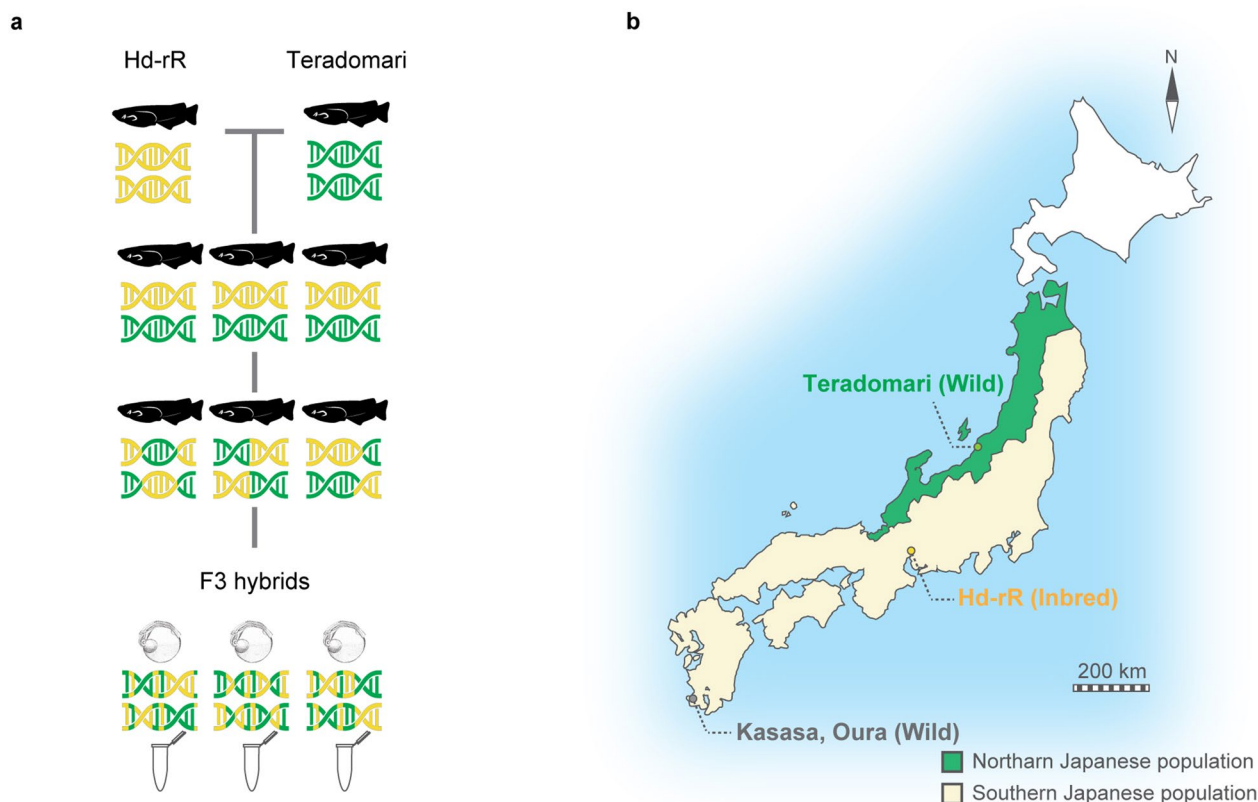 a
Hd-rR
Teradomari
F3 hybrids
b
N
Teradomari (Wild)
Hd-rR (Inbred)
200 km
Kasasa, Oura (Wild)
Northarn Japanese population
Southern Japanese population